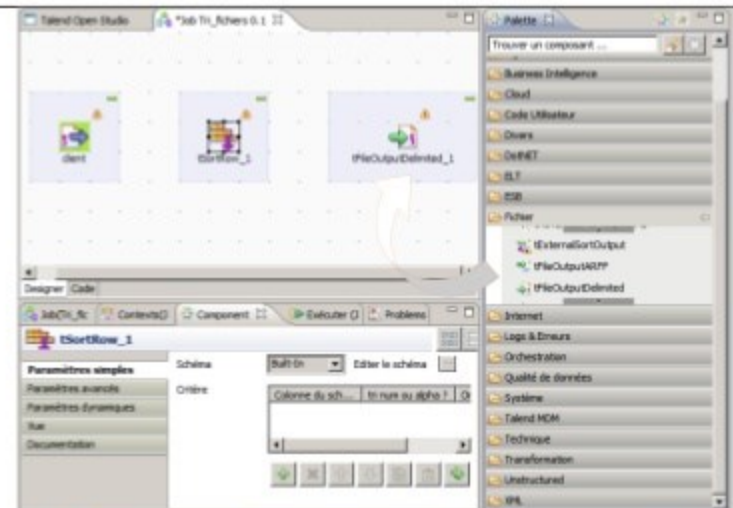 Talend Open Studio
*Job Tri_fichiers 0.1
client
tSortRow_1
tFileOutputDelimited_1
Designer Code
Job(Tri_fic
Contexts(J
Component
Exécuter (J
Problems
tSortRow_1
Paramètres simples
Paramètres avancés
Paramètres dynamiques
Vue
Documentation
Schéma
Built-In
Editer le schéma
Critère
Colonne du sch...
tri num ou alpha ?
Palette
Trouver un composant ...
Business Intelligence
Cloud
Code Utilisateur
Divers
DotNET
ELT
ESB
Fichier
tExternalSortOutput
tFileOutputARFF
tFileOutputDelimited
Internet
Logs & Erreurs
Orchestration
Qualité de données
Système
Talend MDM
Technique
Transformation
Unstructured
XML